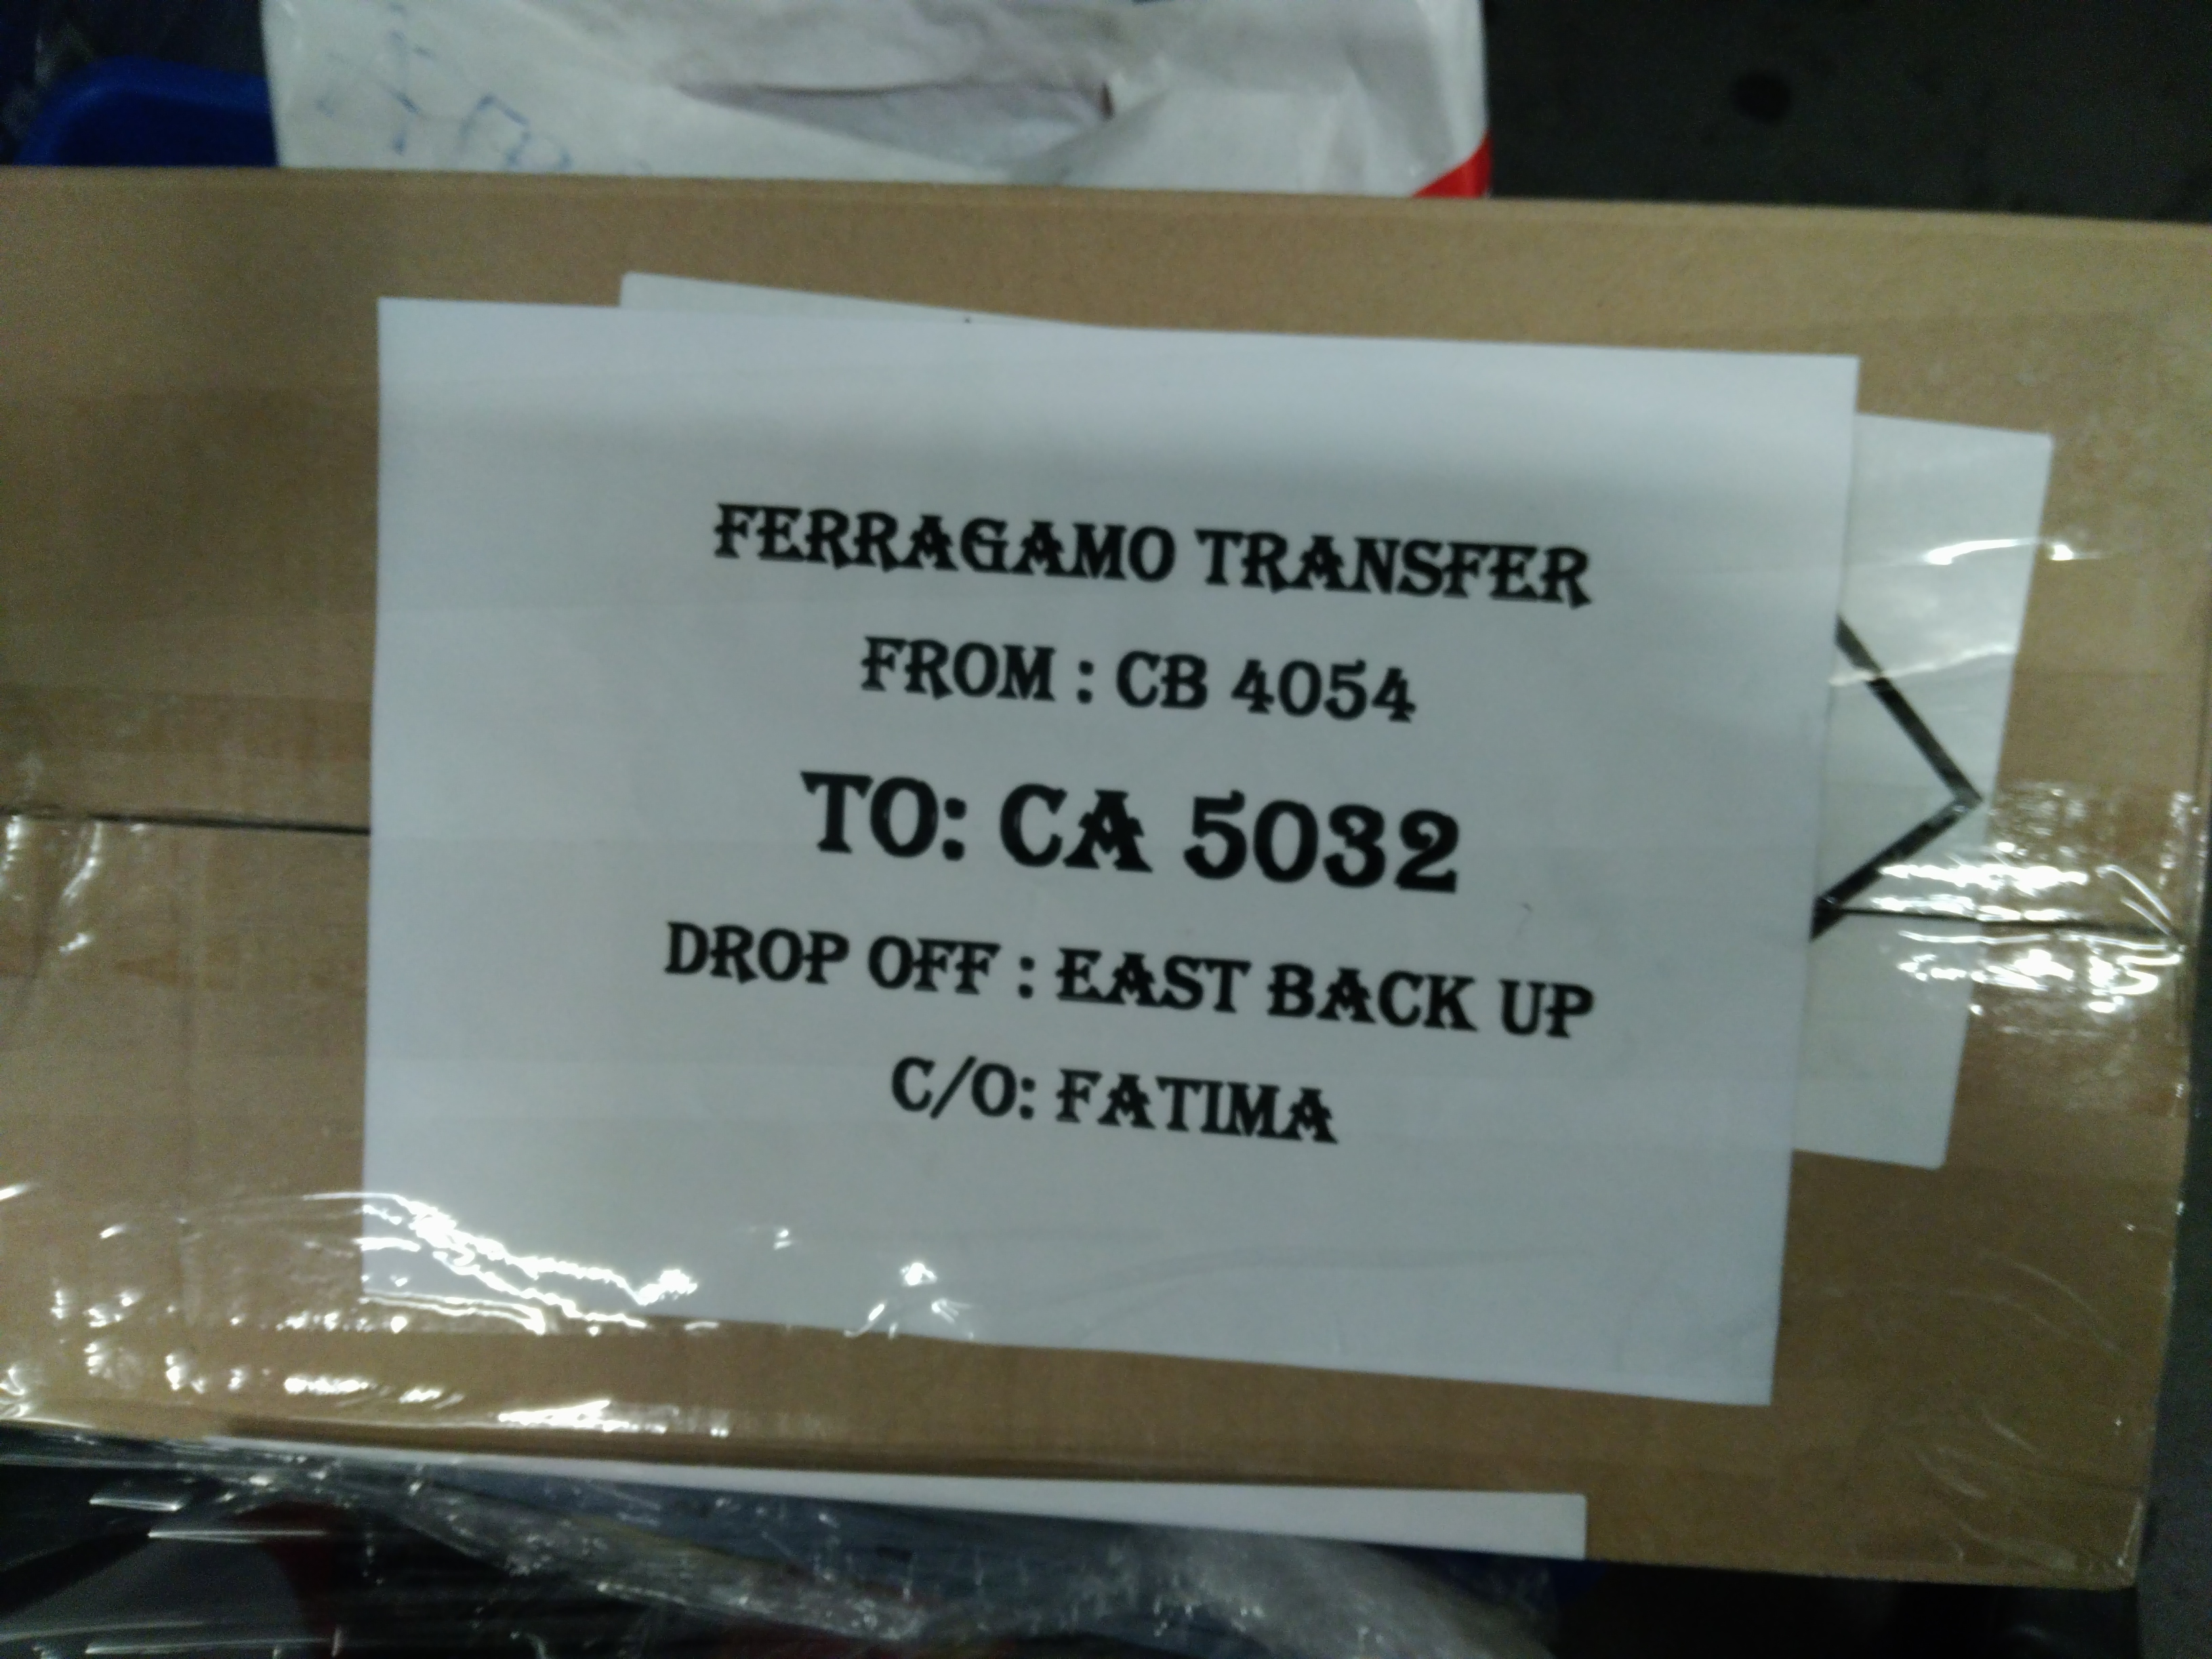 FERRAGAMO TRANSFER
FROM : CB 4054
TO: CA 5032
DROP OFF : EAST BACK UP
C/O: FATIMA